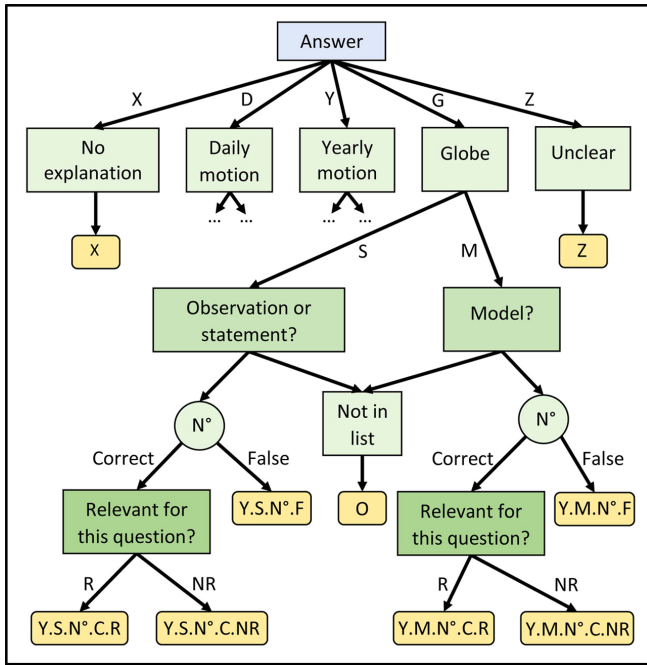 Answer
X
D
Y
G
Z
No
explanation
Daily
motion
Yearly
motion
Globe
Unclear
... ...
... ...
X
Z
S
M
Observation or
statement?
Model?
N°
Not in
list
N°
Correct
False
Correct
False
Relevant for
this question?
Y.S.N°.F
O
Relevant for
this question?
Y.M.N°.F
R
NR
R
NR
Y.S.N°.C.R
Y.S.N°.C.NR
Y.M.N°.C.R
Y.M.N°.C.NR